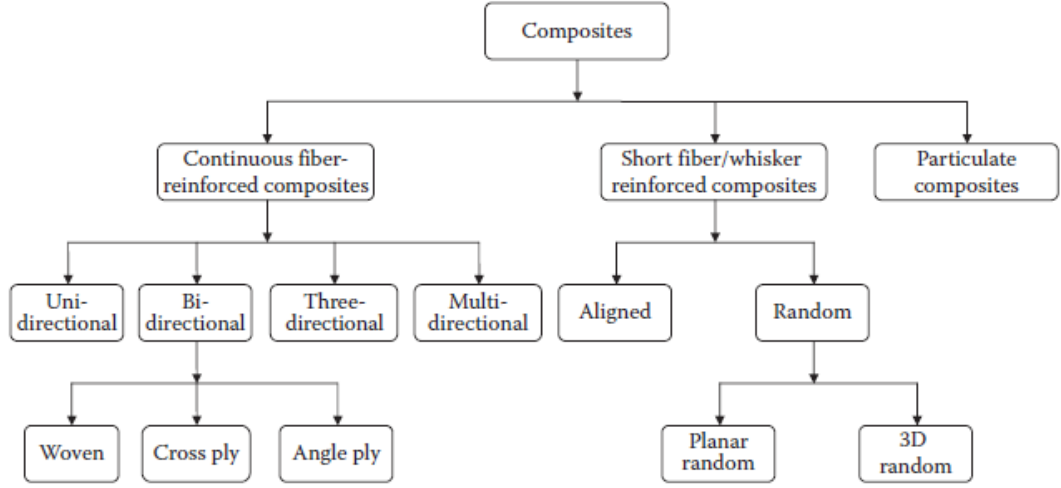 Composites
Continuous fiber-
reinforced composites
Short fiber/whisker
reinforced composites
Particulate
composites
Uni-
directional
Bi-
directional
Three-
directional
Multi-
directional
Aligned
Random
Woven
Cross ply
Angle ply
Planar
random
3D
random